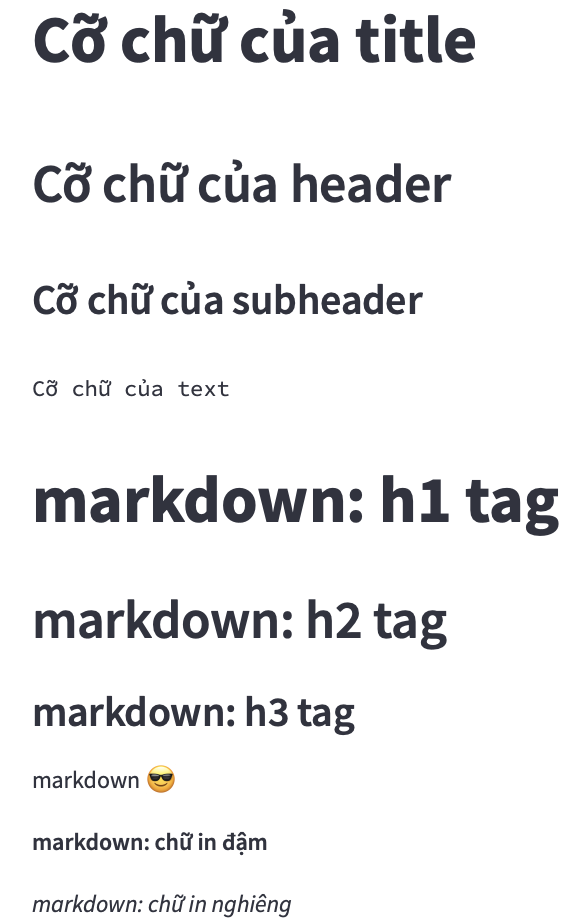 Cỡ chữ của title
Cỡ chữ của header
Cỡ chữ của subheader
Cỡ chữ của text
markdown: h1 tag
markdown: h2 tag
markdown: h3 tag
markdown 😎
markdown: chữ in đậm
markdown: chữ in nghiêng